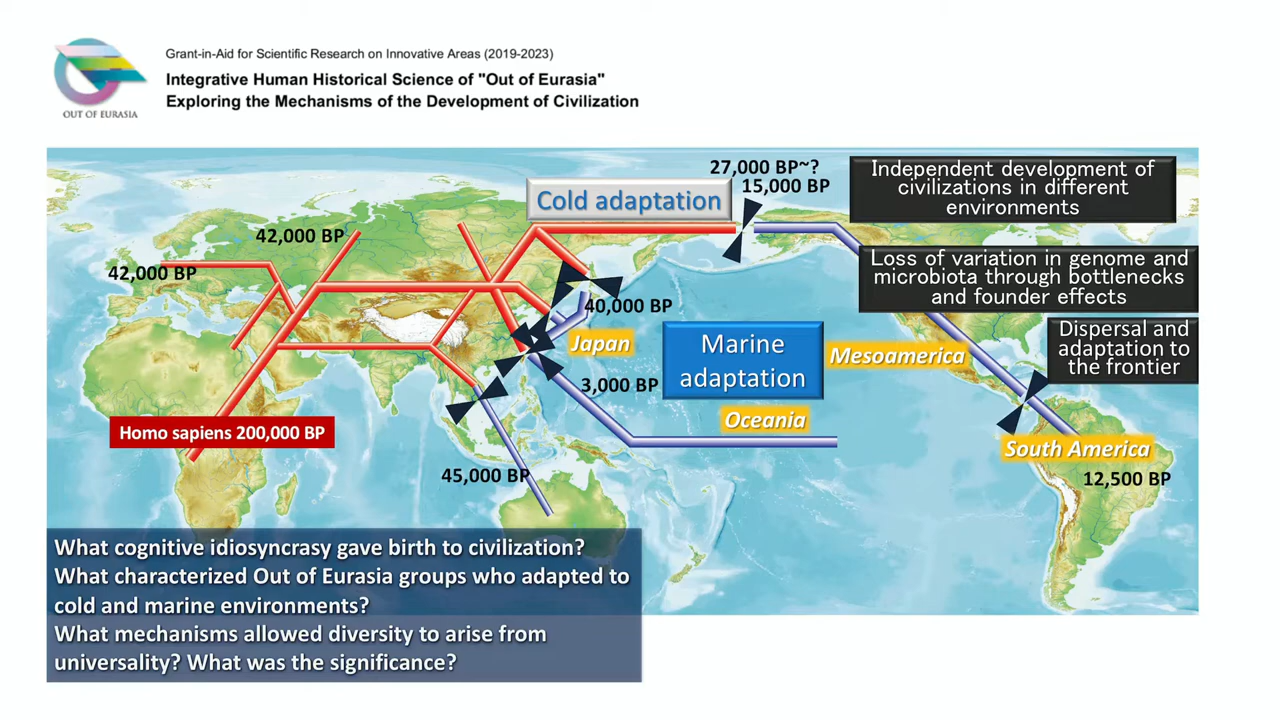 Grant-in-Aid for Scientific Research on Innovative Areas (2019-2023)
Integrative Human Historical Science of "Out of Eurasia"
Exploring the Mechanisms of the Development of Civilization
OUT OF EURASIA
27,000 BP~?
15,000 BP
Independent development of
civilizations in different
environments
Cold adaptation
42,000 BP
42,000 BP
Loss of variation in genome and
microbiota through bottlenecks
and founder effects
40,000 BP
Japan
Marine
adaptation
Mesoamerica
Dispersal and
adaptation to
the frontier
3,000 BP
Oceania
Homo sapiens 200,000 BP
South America
12,500 BP
45,000 BP
What cognitive idiosyncrasy gave birth to civilization?
What characterized Out of Eurasia groups who adapted to
cold and marine environments?
What mechanisms allowed diversity to arise from
universality? What was the significance?